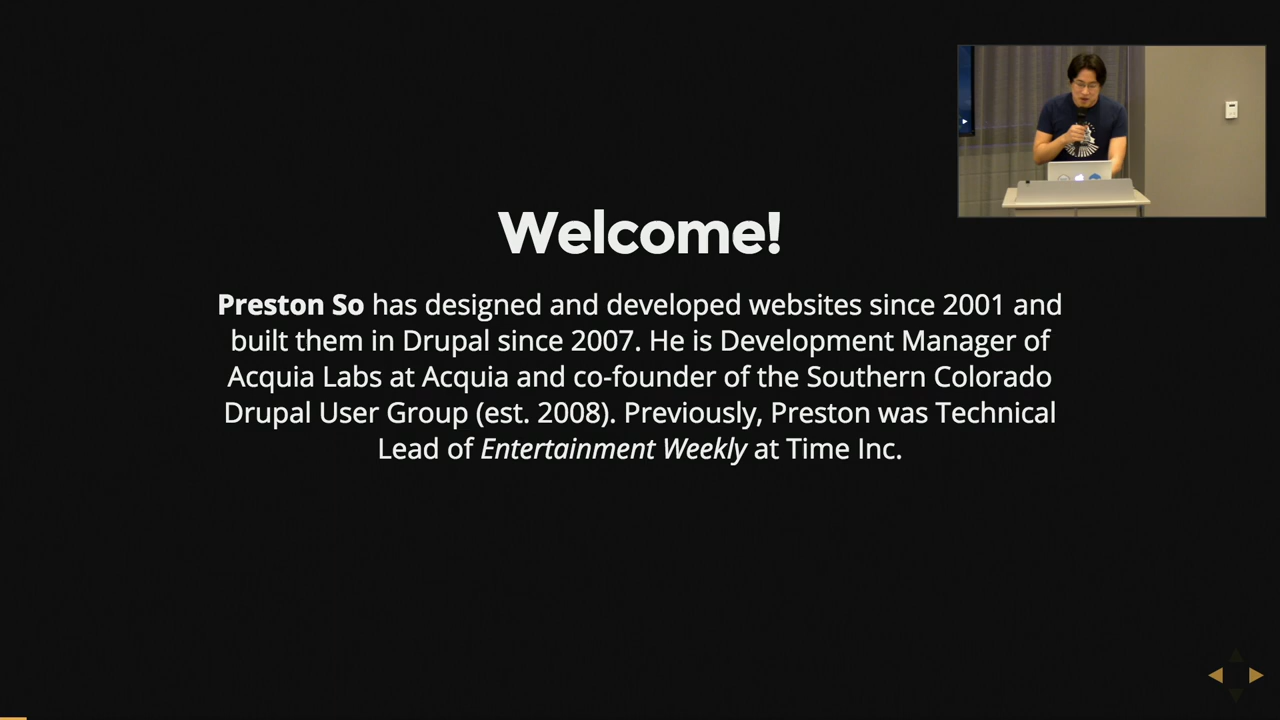 Welcome!
Preston So has designed and developed websites since 2001 and
built them in Drupal since 2007. He is Development Manager of
Acquia Labs at Acquia and co-founder of the Southern Colorado
Drupal User Group (est. 2008). Previously, Preston was Technical
Lead of Entertainment Weekly at Time Inc.